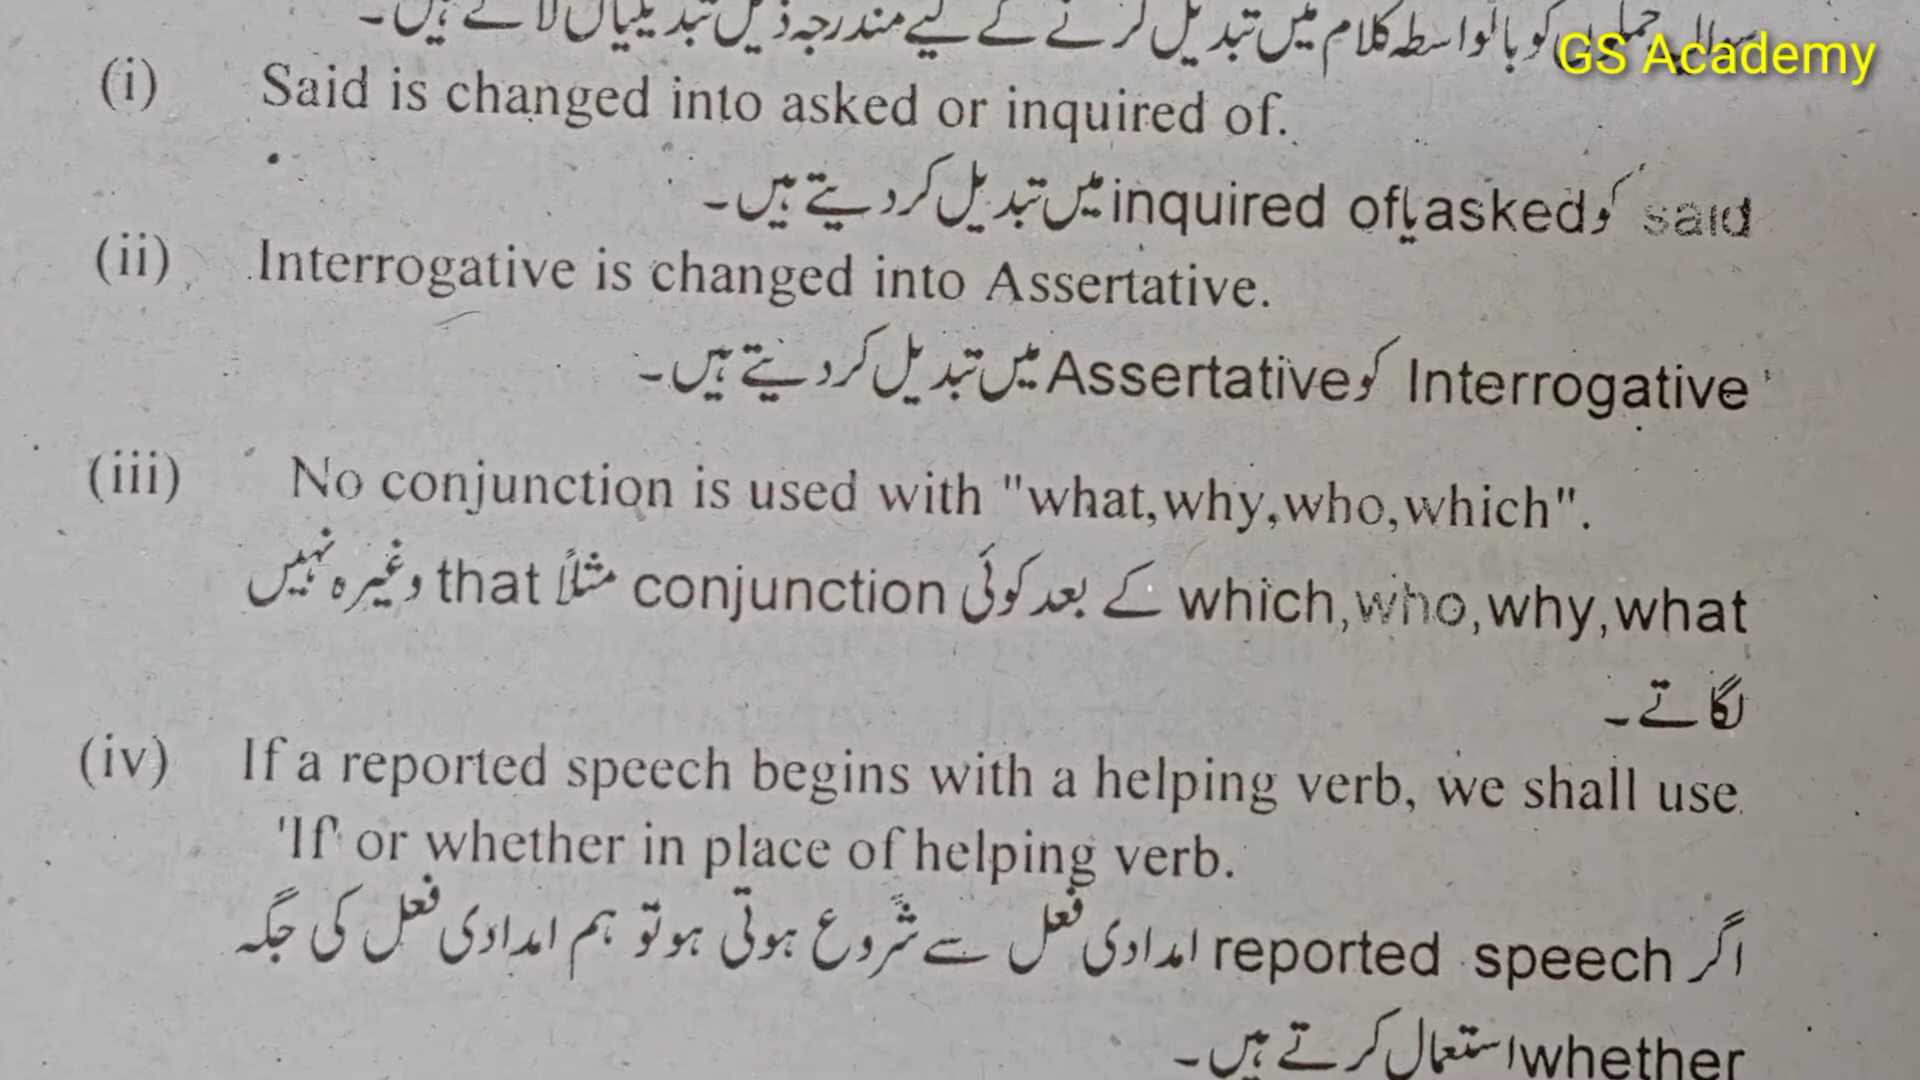 سوالیہ جملوں کو بالواسطہ کلام میں تبدیل کرنے کے لیے مندرجہ ذیل تبدیلیاں لاتے ہیں۔
GS Academy
(i) Said is changed into asked or inquired of.
said کو asked یا inquired of میں تبدیل کر دیتے ہیں۔
(ii) Interrogative is changed into Assertative.
Interrogative کو Assertative میں تبدیل کر دیتے ہیں۔
(iii) No conjunction is used with "what,why,who,which".
which,who,why,what کے بعد کوئی conjunction مثلاً that وغیرہ نہیں
لگاتے۔
(iv) If a reported speech begins with a helping verb, we shall use
'If' or whether in place of helping verb.
اگر reported speech امدادی فعل سے شروع ہوتی ہو تو ہم امدادی فعل کی جگہ
whether استعمال کرتے ہیں۔